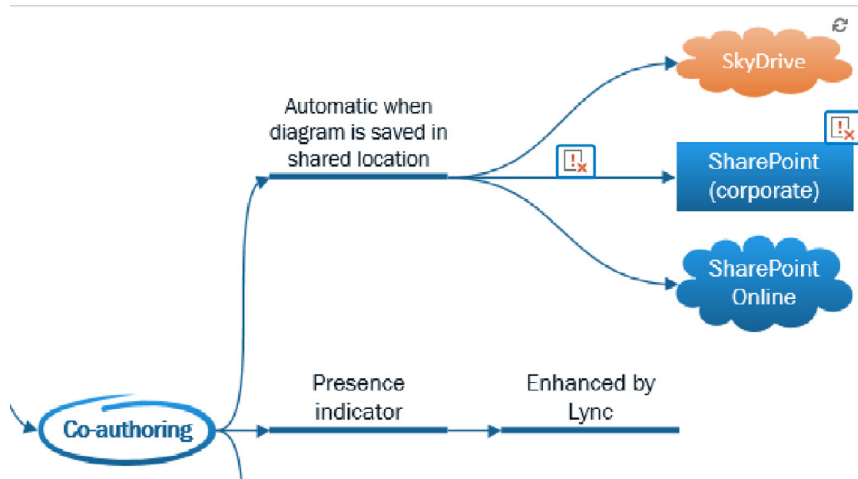 SkyDrive
Automatic when
diagram is saved in
shared location
SharePoint
(corporate)
SharePoint
Online
Presence
indicator
Enhanced by
Lync
Co-authoring